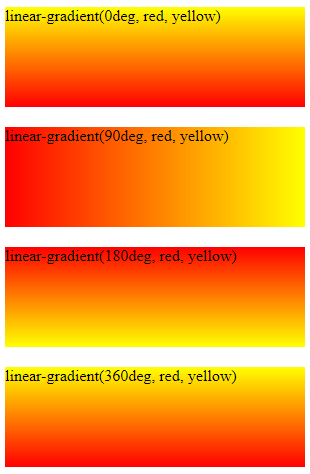 linear-gradient(0deg, red, yellow)
linear-gradient(90deg, red, yellow)
linear-gradient(180deg, red, yellow)
linear-gradient(360deg, red, yellow)